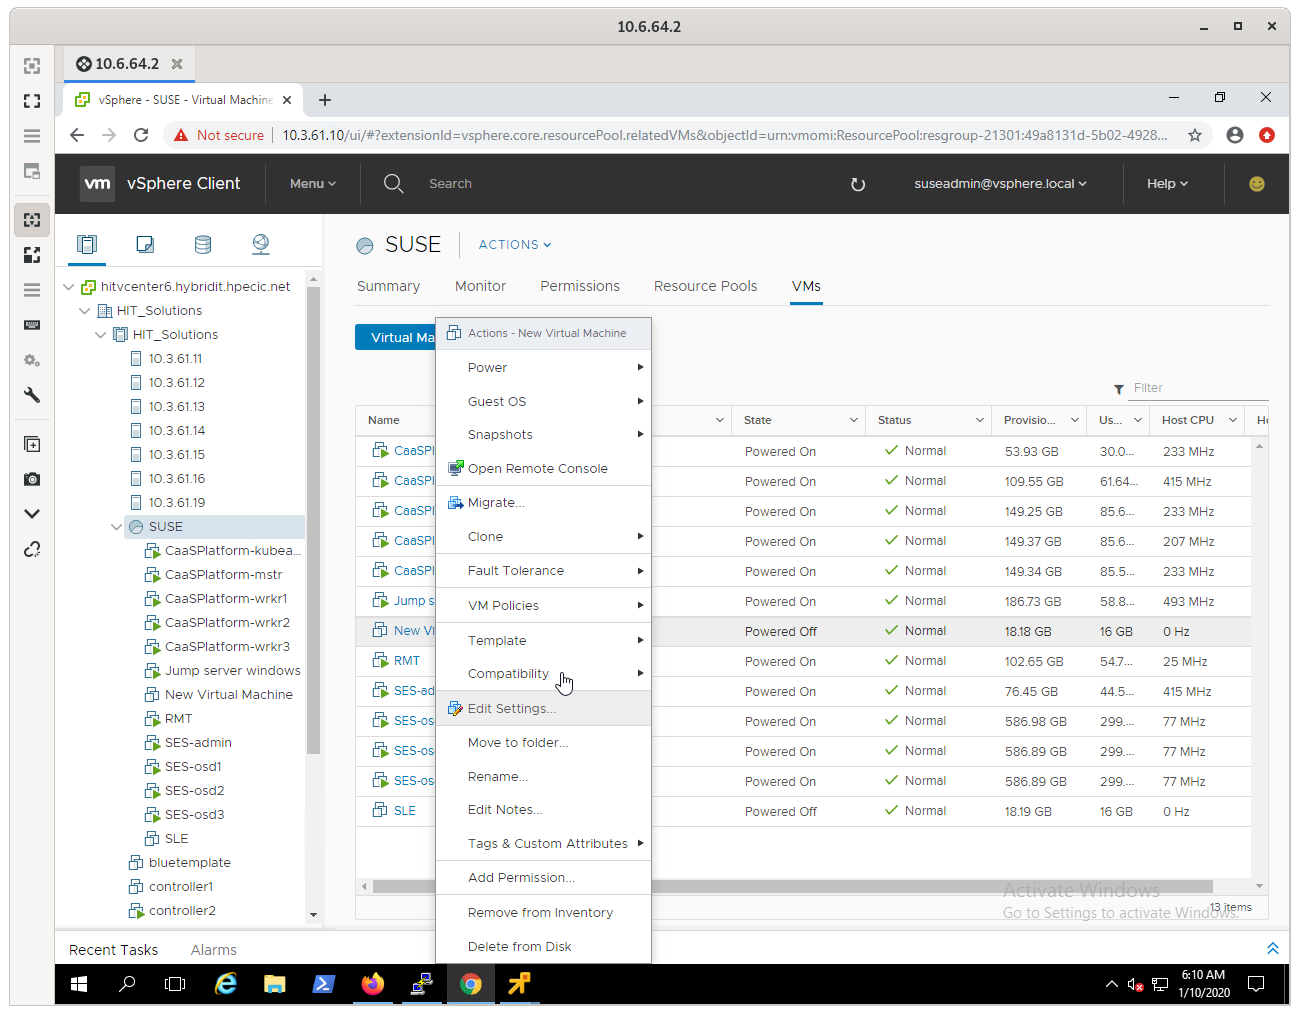 10.6.64.2
10.6.64.2
vSphere - SUSE - Virtual Machine
Not secure
10.3.61.10/ui/#?extensionId=vsphere.core.resourcePool.relatedVMs&objectId=urn:vmomi:ResourcePool:resgroup-21301:49a8131d-5b02-4928...
vm
vSphere Client
Menu
Search
suseadmin@vsphere.local
Help
SUSE
ACTIONS
hitvcenter6.hybridit.hpecic.net
HIT_Solutions
HIT_Solutions
10.3.61.11
10.3.61.12
10.3.61.13
10.3.61.14
10.3.61.15
10.3.61.16
10.3.61.19
SUSE
CaaSPlatform-kubea...
CaaSPlatform-mstr
CaaSPlatform-wrkr1
CaaSPlatform-wrkr2
CaaSPlatform-wrkr3
Jump server windows
New Virtual Machine
RMT
SES-admin
SES-osd1
SES-osd2
SES-osd3
SLE
bluetemplate
controller1
controller2
Summary Monitor Permissions Resource Pools VMs
Virtual Ma
Filter
Name State Status Provisio... Us... Host CPU Ho
CaaSPl Powered On Normal 53.93 GB 30.0... 233 MHz
CaaSPl Powered On Normal 109.55 GB 61.64... 415 MHz
CaaSPl Powered On Normal 149.25 GB 85.6... 233 MHz
CaaSPl Powered On Normal 149.37 GB 85.6... 207 MHz
CaaSPl Powered On Normal 149.34 GB 85.5... 233 MHz
Jump s Powered On Normal 186.73 GB 58.8... 493 MHz
New Vi Powered Off Normal 18.18 GB 16 GB 0 Hz
RMT Powered On Normal 102.65 GB 54.7... 25 MHz
SES-ad Powered On Normal 76.45 GB 44.5... 415 MHz
SES-os Powered On Normal 586.98 GB 299.... 77 MHz
SES-os Powered On Normal 586.89 GB 299.... 77 MHz
SES-os Powered On Normal 586.89 GB 299.... 77 MHz
SLE Powered Off Normal 18.19 GB 16 GB 0 Hz
Actions - New Virtual Machine
Power
Guest OS
Snapshots
Open Remote Console
Migrate...
Clone
Fault Tolerance
VM Policies
Template
Compatibility
Edit Settings...
Move to folder...
Rename...
Edit Notes...
Tags & Custom Attributes
Add Permission...
Remove from Inventory
Delete from Disk
Activate Windows
Go to Settings to activate Windows.
13 items
Recent Tasks Alarms
6:10 AM
1/10/2020